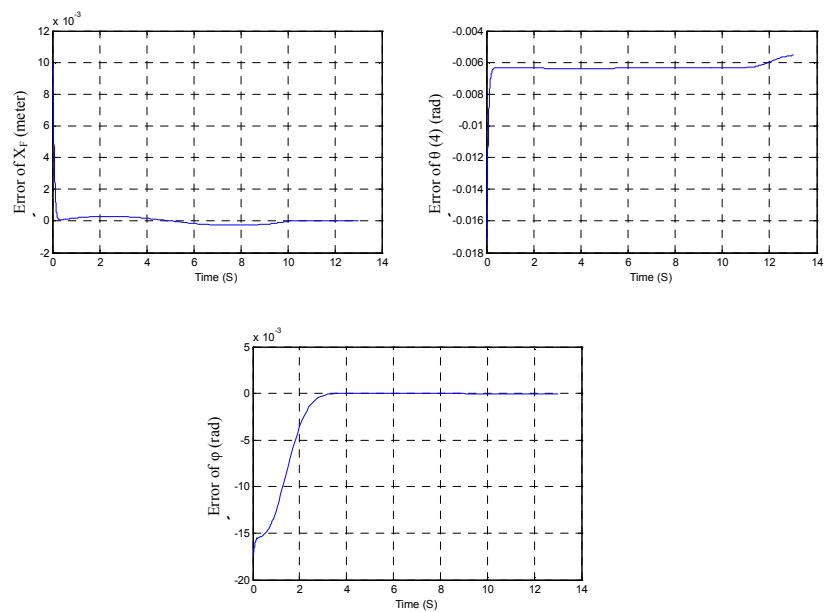 x 10⁻³
12
10
8
6
4
2
0
-2
0 2 4 6 8 10 12 14
Time (S)
Error of X_F (meter)
-0.004
-0.006
-0.008
-0.01
-0.012
-0.014
-0.016
-0.018
0 2 4 6 8 10 12 14
Time (S)
Error of θ (4) (rad)
x 10⁻³
5
0
-5
-10
-15
-20
0 2 4 6 8 10 12 14
Time (S)
Error of φ (rad)